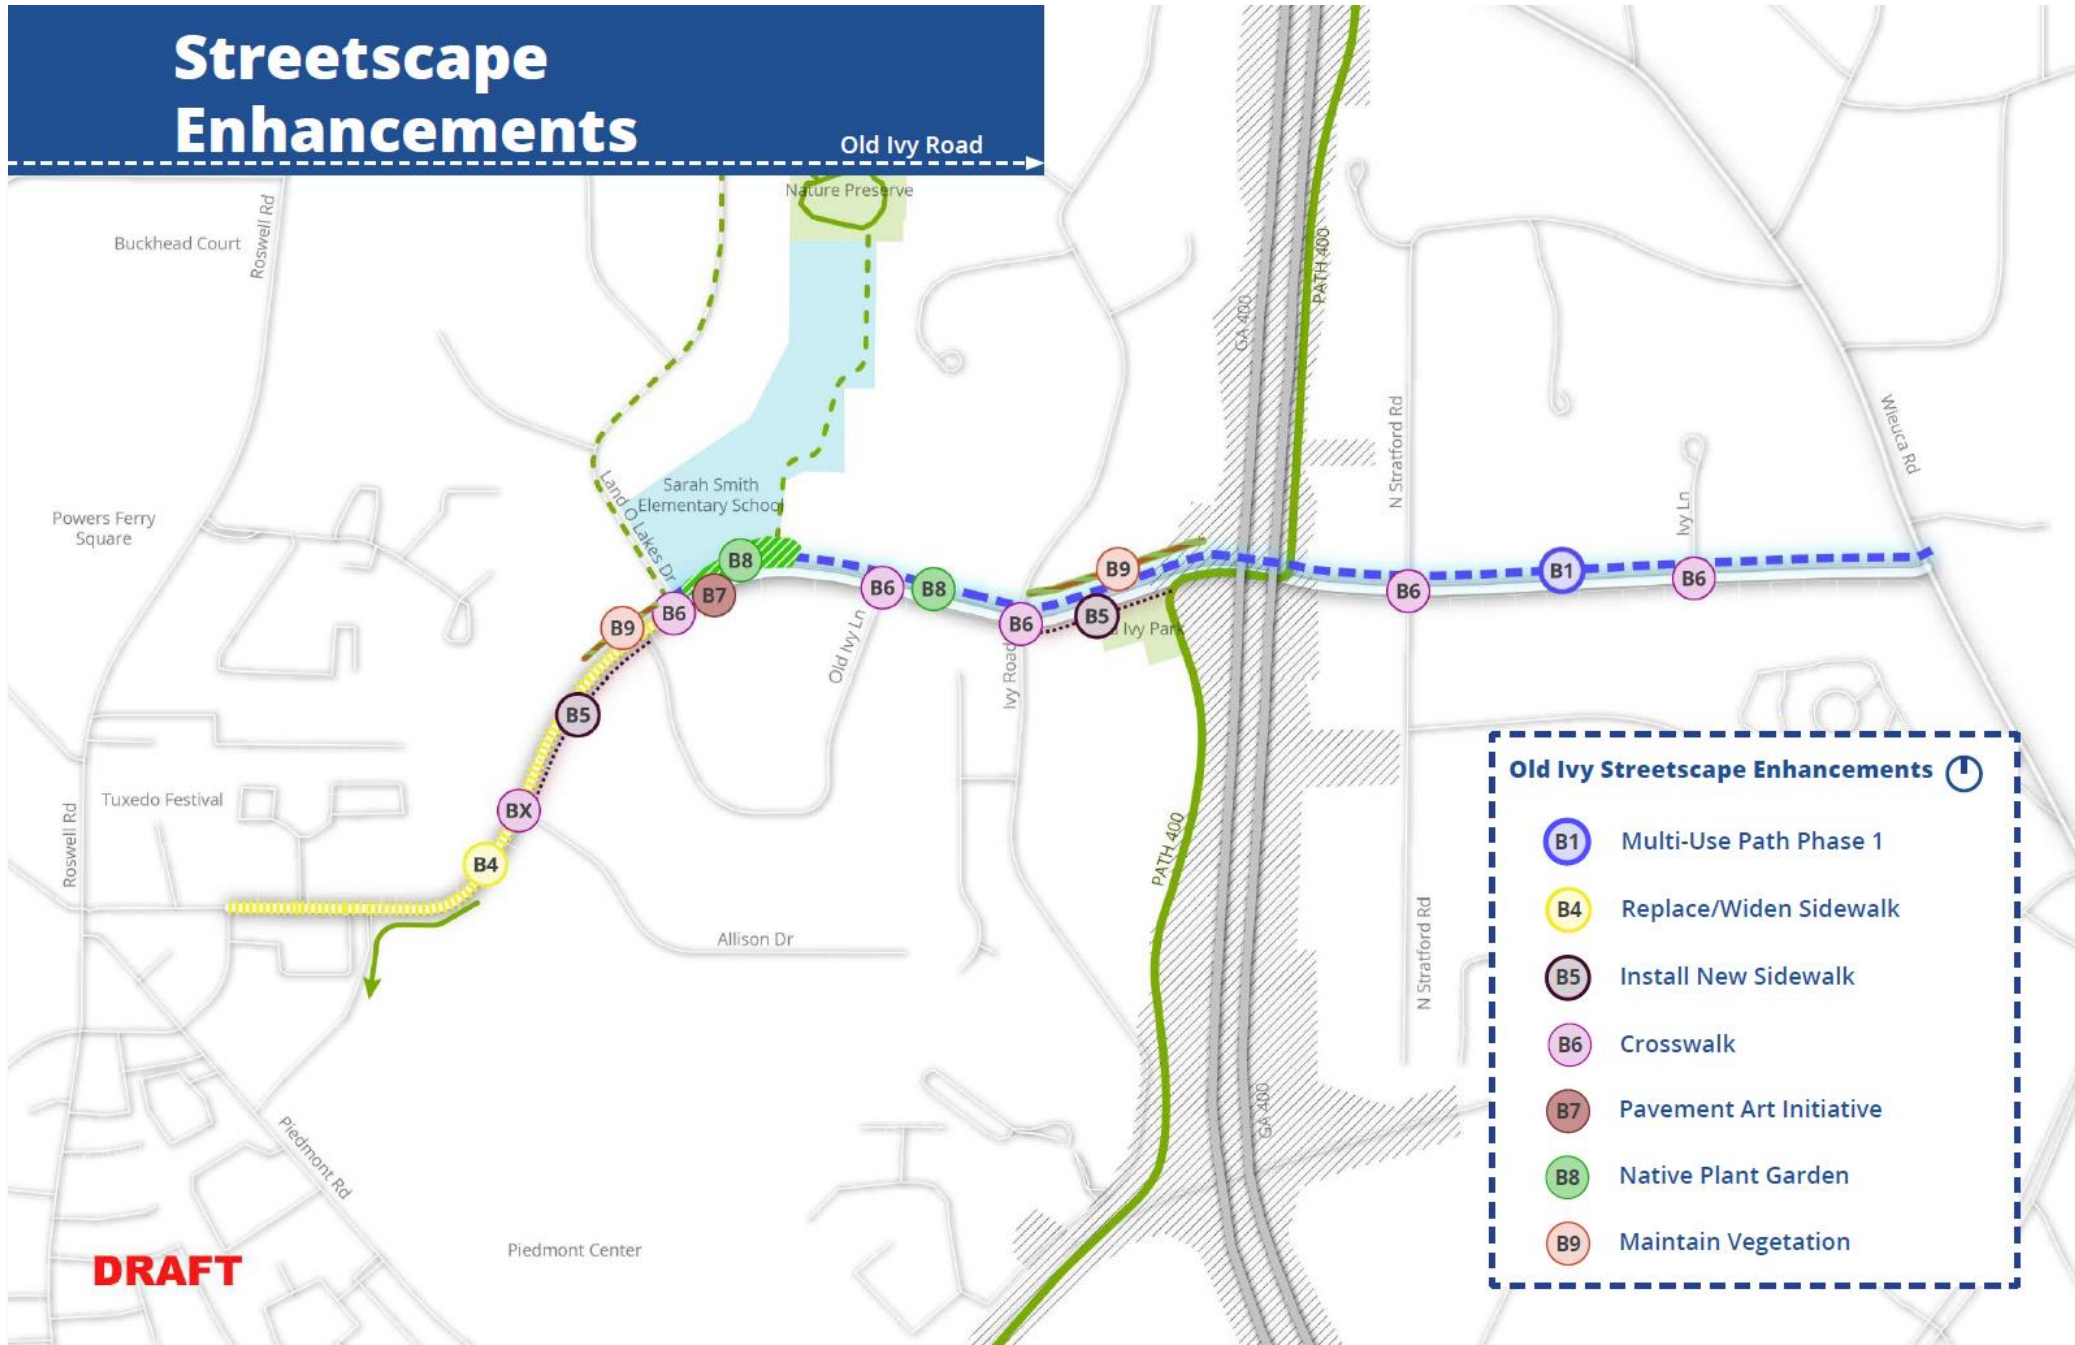 Streetscape
Enhancements
Old Ivy Road
Nature Preserve
Buckhead Court
Roswell Rd
PATH 400
GA 400
N Stratford Rd
Wieuca Rd
Ivy Ln
Sarah Smith
Elementary School
Land O Lakes Dr
Powers Ferry
Square
B8
B9
B6
B8
B1
B6
B6
B7
B6
B9
B6
B5
Ivy Park
Old Ivy Ln
Ivy Road
B5
Tuxedo Festival
BX
Roswell Rd
B4
PATH 400
Allison Dr
N Stratford Rd
GA 400
Piedmont Rd
Piedmont Center
DRAFT
Old Ivy Streetscape Enhancements
B1 Multi-Use Path Phase 1
B4 Replace/Widen Sidewalk
B5 Install New Sidewalk
B6 Crosswalk
B7 Pavement Art Initiative
B8 Native Plant Garden
B9 Maintain Vegetation